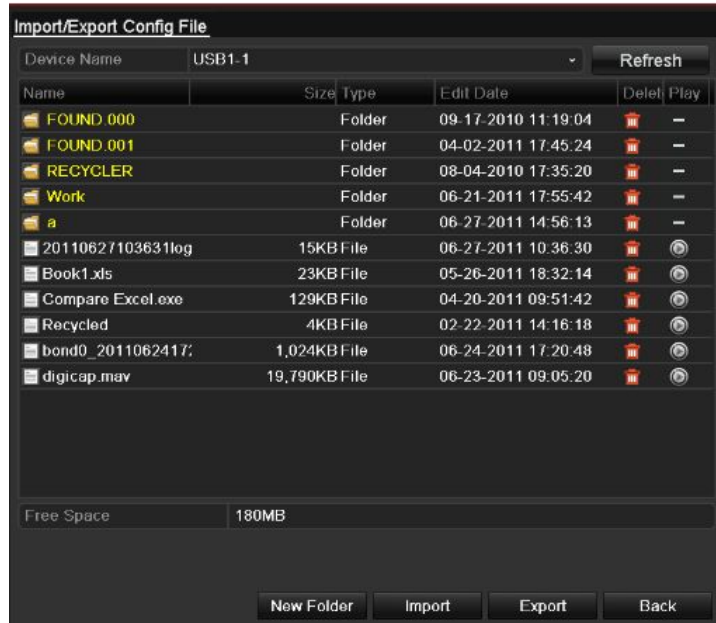 Import/Export Config File
Device Name USB1-1 Refresh
Name Size Type Edit Date Delet Play
FOUND.000 Folder 09-17-2010 11:19:04 –
FOUND.001 Folder 04-02-2011 17:45:24 –
RECYCLER Folder 08-04-2010 17:35:20 –
Work Folder 06-21-2011 17:55:42 –
a Folder 06-27-2011 14:56:13 –
20110627103631log 15KB File 06-27-2011 10:36:30
Book1.xls 23KB File 05-26-2011 18:32:14
Compare Excel.exe 129KB File 04-20-2011 09:51:42
Recycled 4KB File 02-22-2011 14:16:18
bond0_2011062417: 1,024KB File 06-24-2011 17:20:48
digicap.mav 19,790KB File 06-23-2011 09:05:20
Free Space 180MB
New Folder Import Export Back